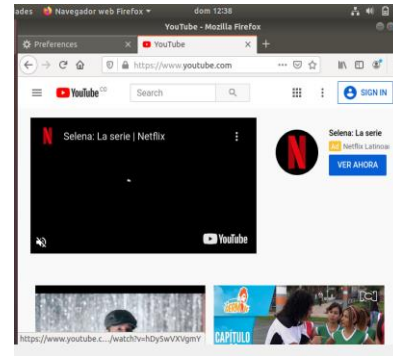 ades Navegador web Firefox dom 12:38
YouTube - Mozilla Firefox
Preferences YouTube
https://www.youtube.com
YouTube CO Search SIGN IN
N Selena: La serie | Netflix
YouTube
N
Selena: La serie
Ad Netflix Latinoa
VER AHORA
CAPÍTULO
https://www.youtube.c.../watch?v=hDySwVXVgmY